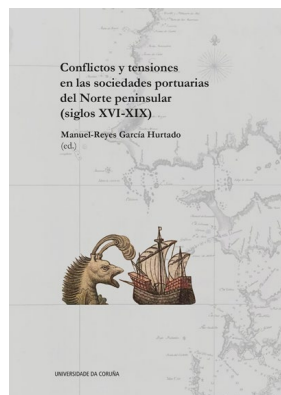 Conflictos y tensiones
en las sociedades portuarias
del Norte peninsular
(siglos XVI-XIX)
Manuel-Reyes García Hurtado
(ed.)
UNIVERSIDADE DA CORUÑA